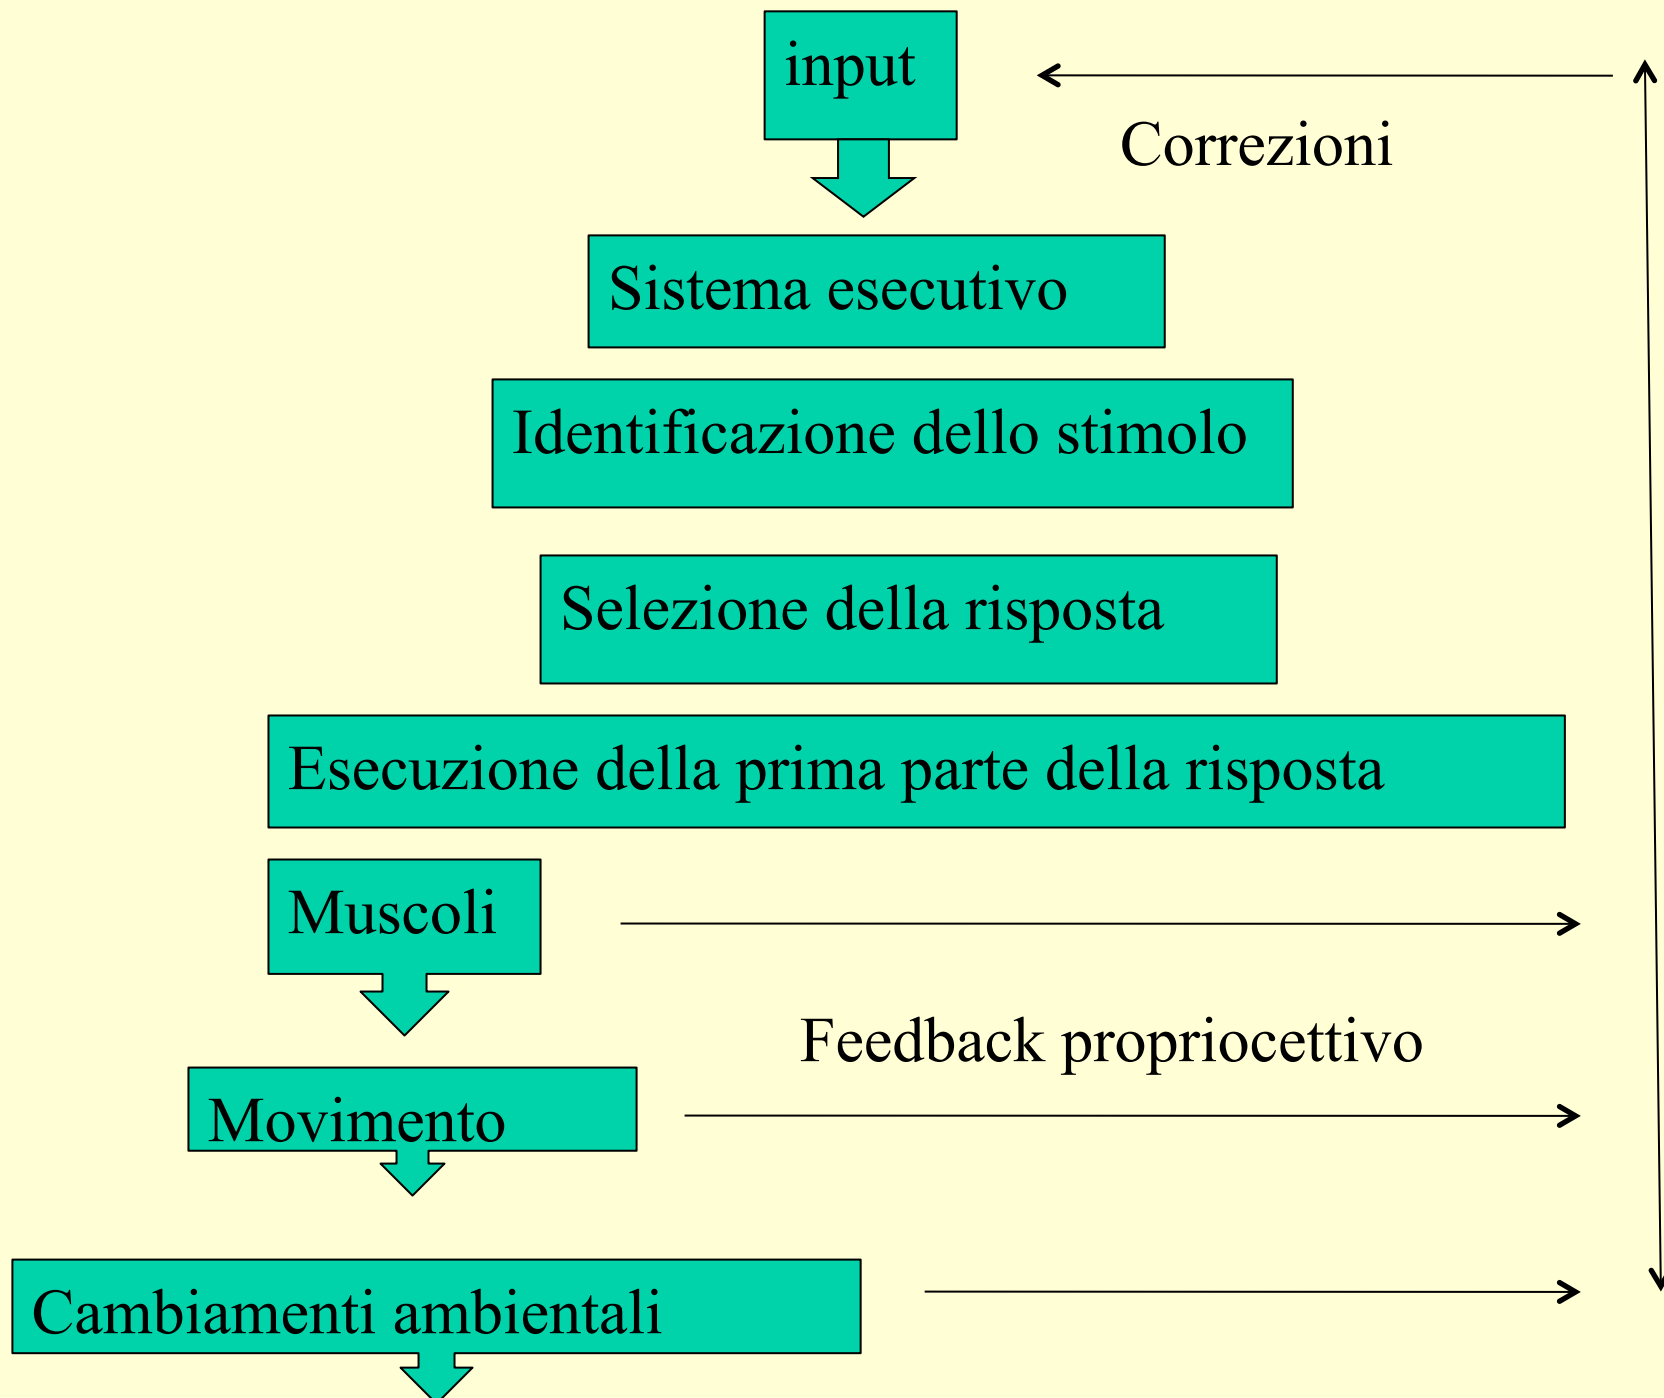 input
Correzioni
Sistema esecutivo
Identificazione dello stimolo
Selezione della risposta
Esecuzione della prima parte della risposta
Muscoli
Feedback propriocettivo
Movimento
Cambiamenti ambientali